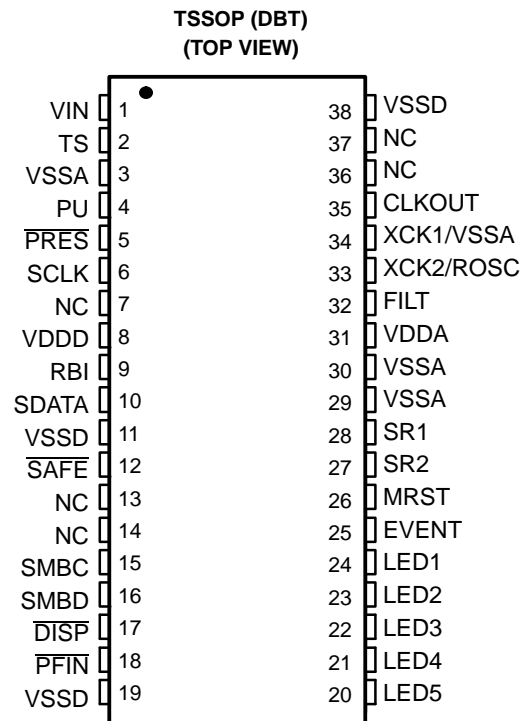 TSSOP (DBT)
(TOP VIEW)
VIN 1 38 VSSD
TS 2 37 NC
VSSA 3 36 NC
PU 4 35 CLKOUT
P̅R̅E̅S̅ 5 34 XCK1/VSSA
SCLK 6 33 XCK2/ROSC
NC 7 32 FILT
VDDD 8 31 VDDA
RBI 9 30 VSSA
SDATA 10 29 VSSA
VSSD 11 28 SR1
S̅A̅F̅E̅ 12 27 SR2
NC 13 26 MRST
NC 14 25 EVENT
SMBC 15 24 LED1
SMBD 16 23 LED2
D̅I̅S̅P̅ 17 22 LED3
P̅F̅I̅N̅ 18 21 LED4
VSSD 19 20 LED5